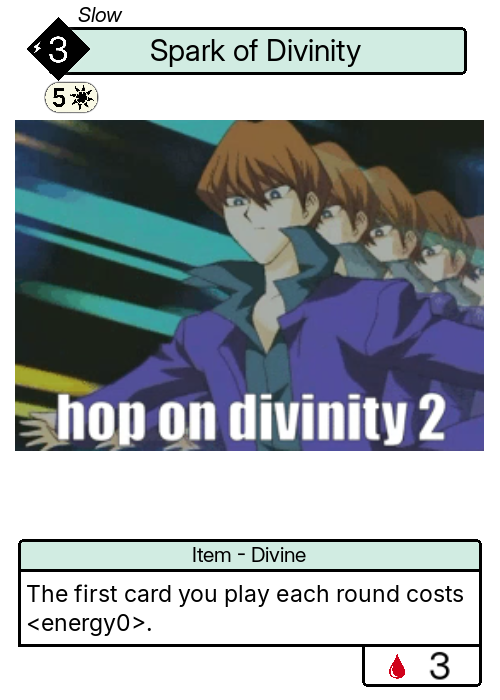 Slow
3 Spark of Divinity
5
hop on divinity 2
Item - Divine
The first card you play each round costs
<energy0>.
3